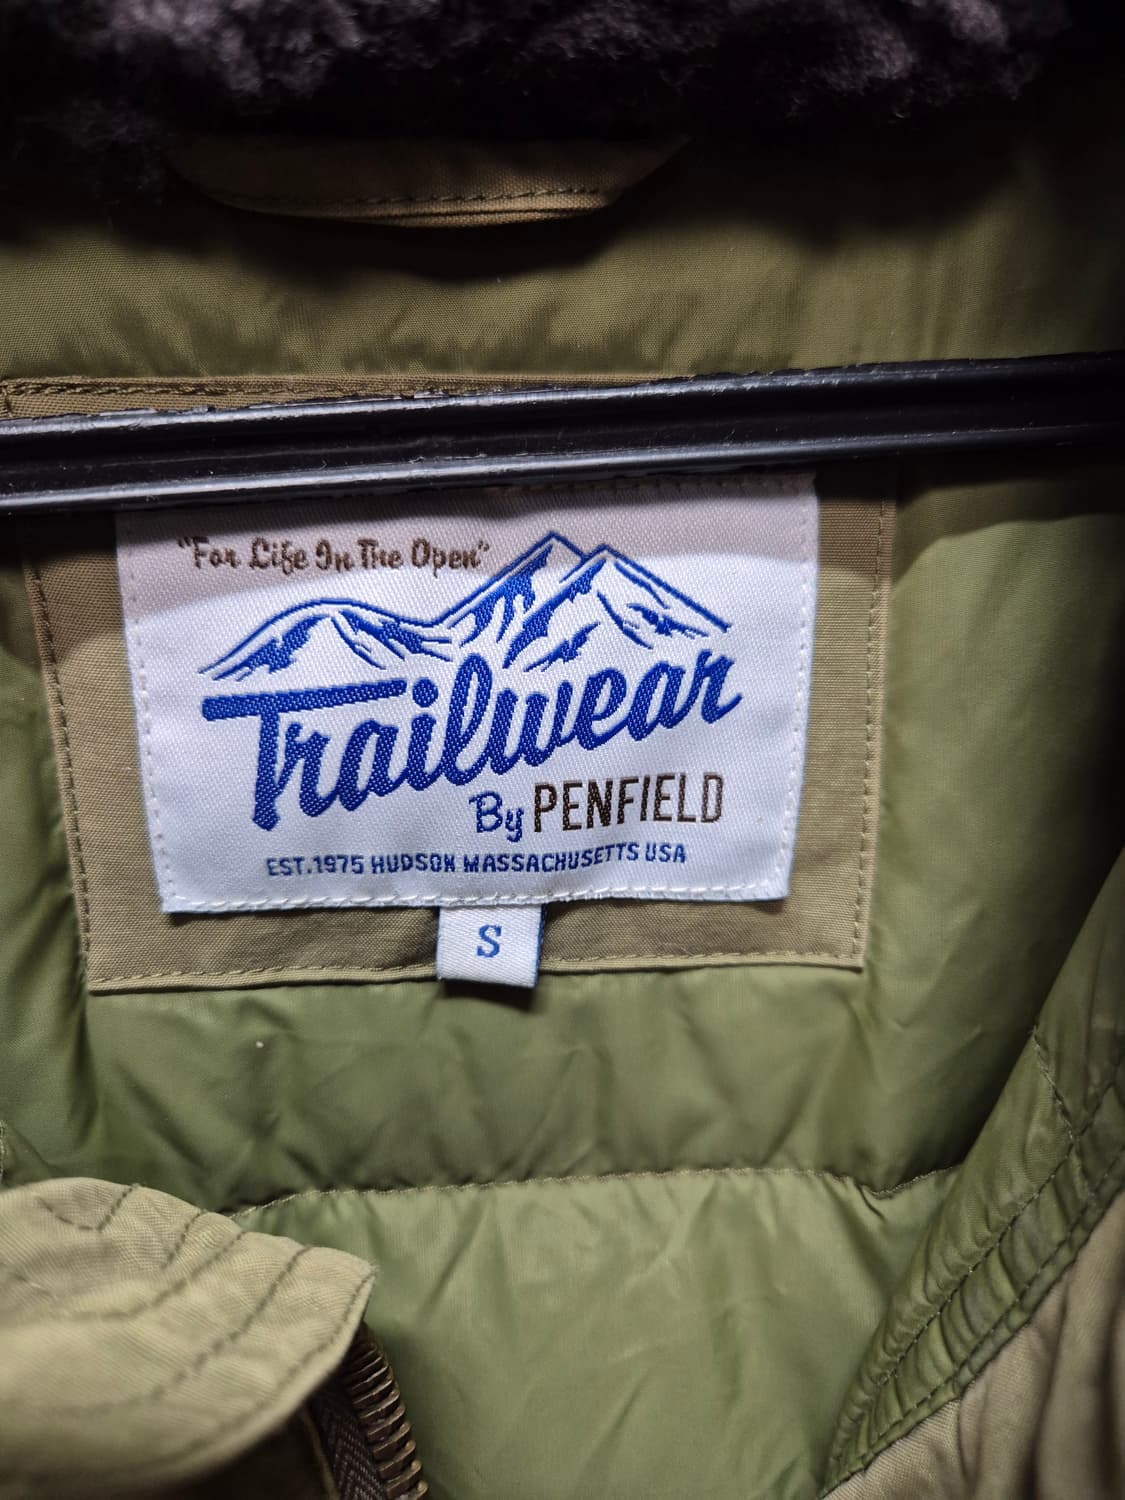 "For Life In The Open"
Trailwear
By PENFIELD
EST.1975 HUDSON MASSACHUSETTS USA
S